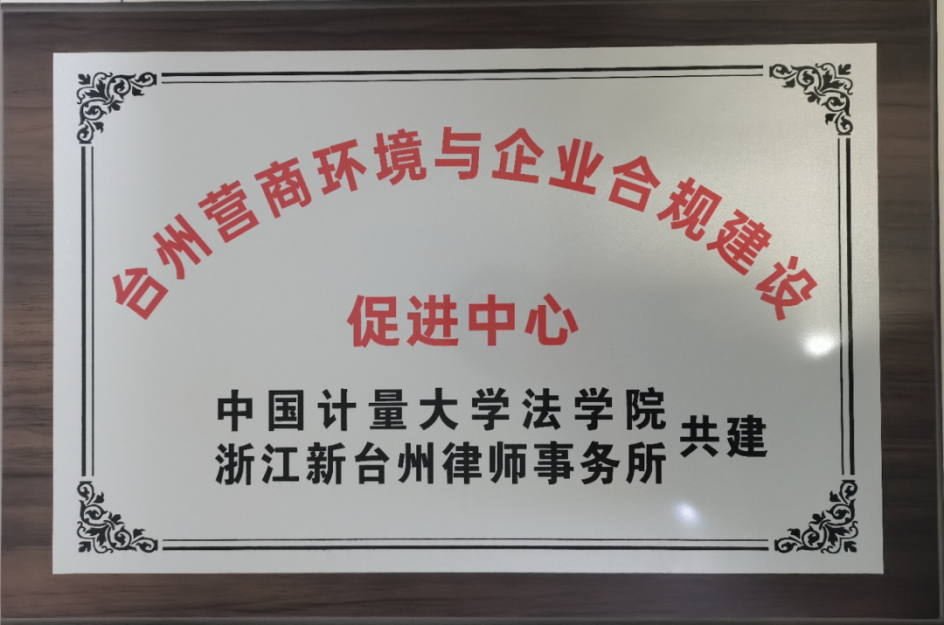 台州营商环境与企业合规建设
促进中心
中国计量大学法学院
浙江新台州律师事务所
共建